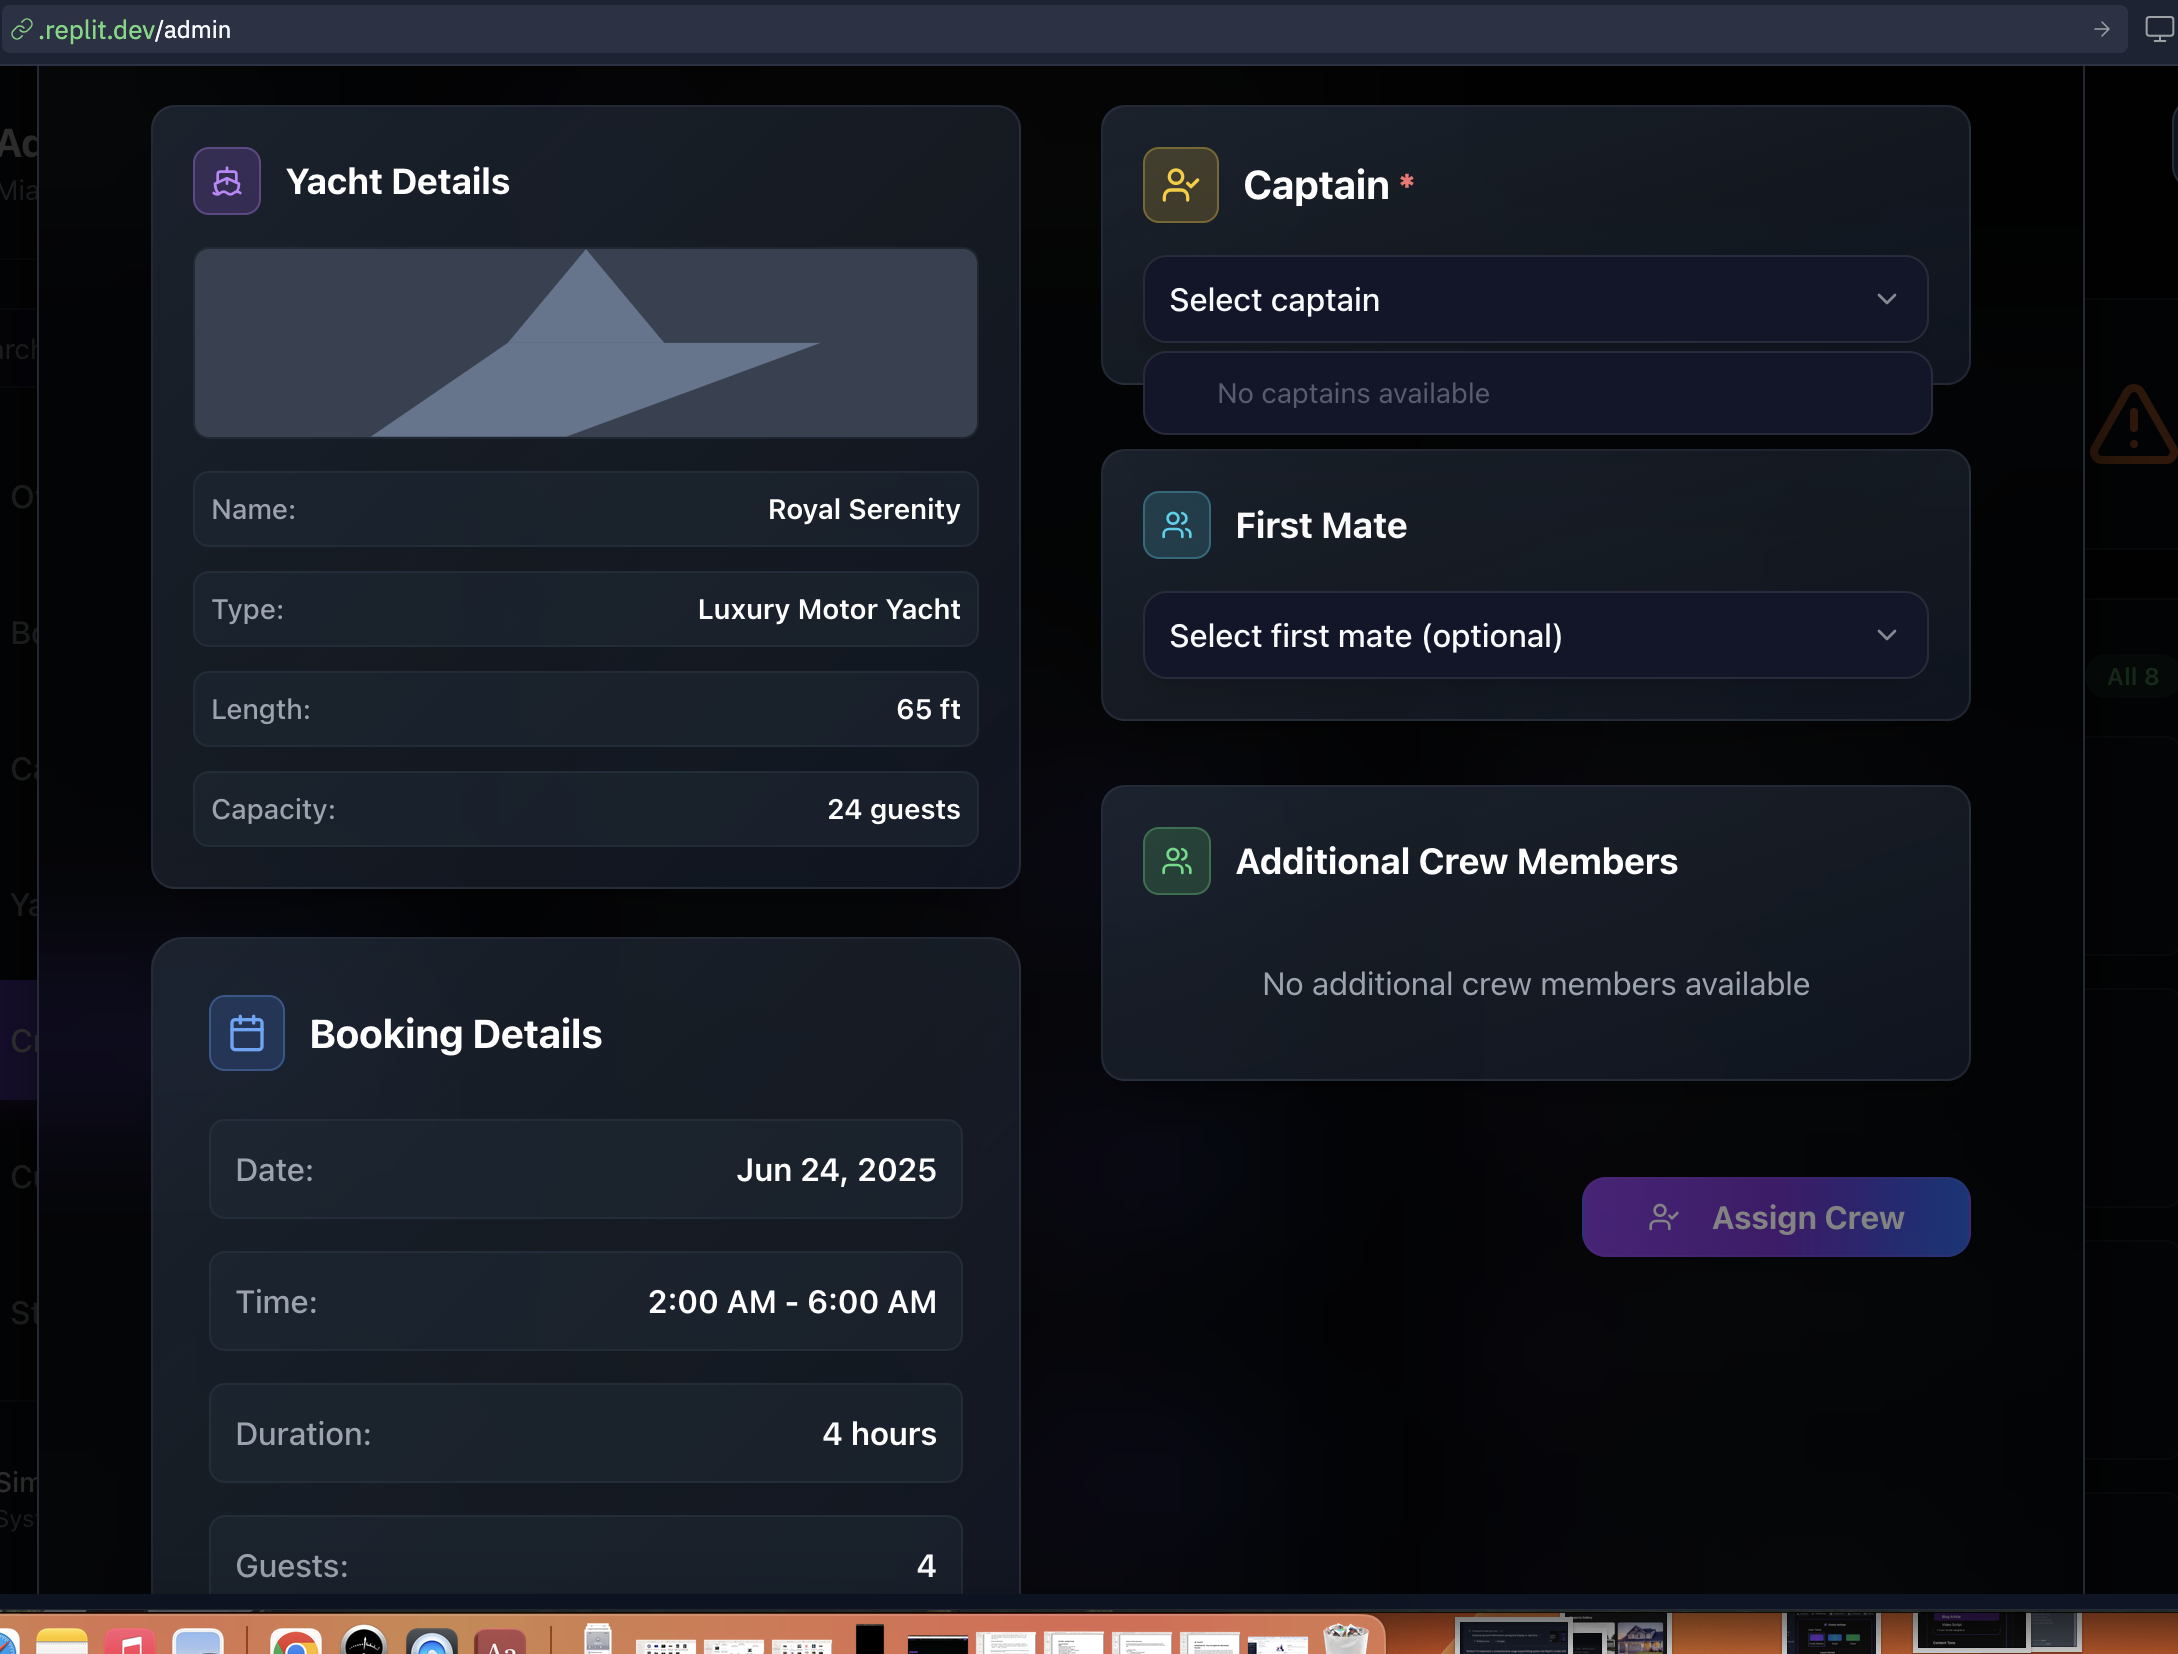 .replit.dev/admin
Yacht Details
Name:
Royal Serenity
Type:
Luxury Motor Yacht
Length:
65 ft
Capacity:
24 guests
Booking Details
Date:
Jun 24, 2025
Time:
2:00 AM - 6:00 AM
Duration:
4 hours
Guests:
4
Captain *
Select captain
No captains available
First Mate
Select first mate (optional)
Additional Crew Members
No additional crew members available
Assign Crew
All 8